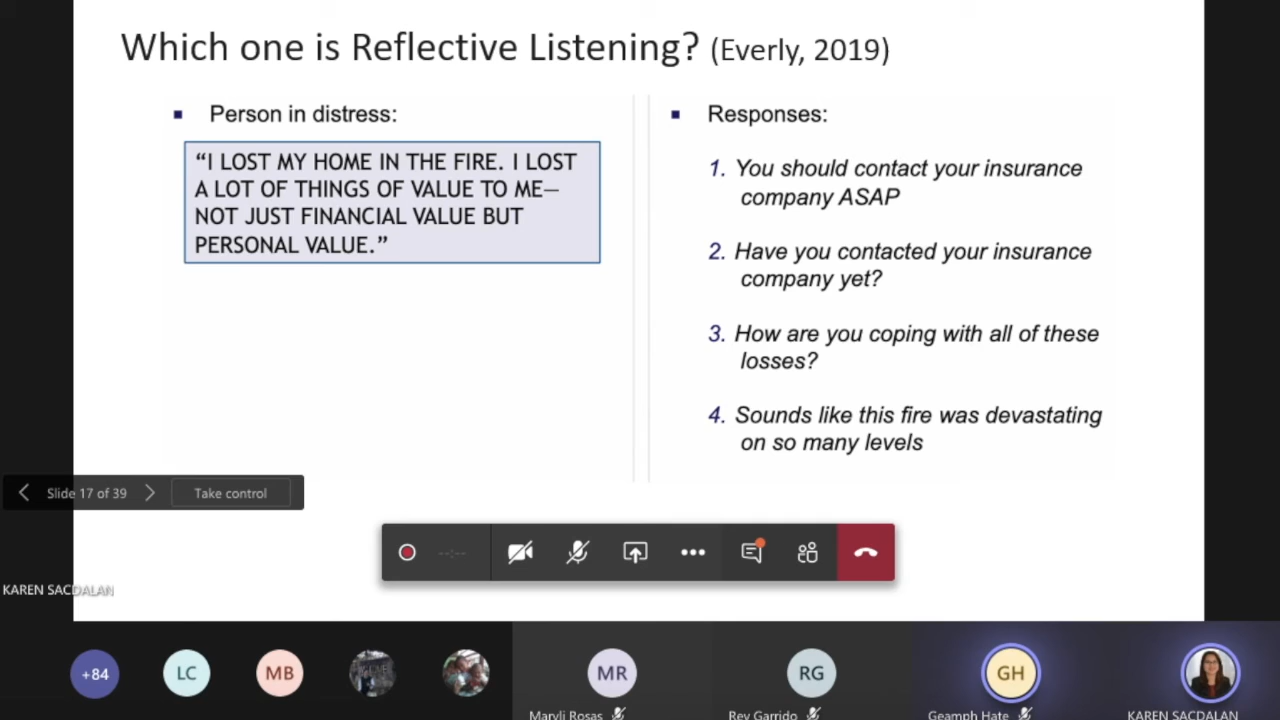 Which one is Reflective Listening? (Everly, 2019)
Person in distress:
“I LOST MY HOME IN THE FIRE. I LOST
A LOT OF THINGS OF VALUE TO ME—
NOT JUST FINANCIAL VALUE BUT
PERSONAL VALUE.”
Responses:
1. You should contact your insurance
company ASAP
2. Have you contacted your insurance
company yet?
3. How are you coping with all of these
losses?
4. Sounds like this fire was devastating
on so many levels
Slide 17 of 39
Take control
--:--
KAREN SACDALAN
+84
LC
MB
MR
RG
GH
Maryli Rosas
Rey Garrido
Geamph Hate
KAREN SACDALAN